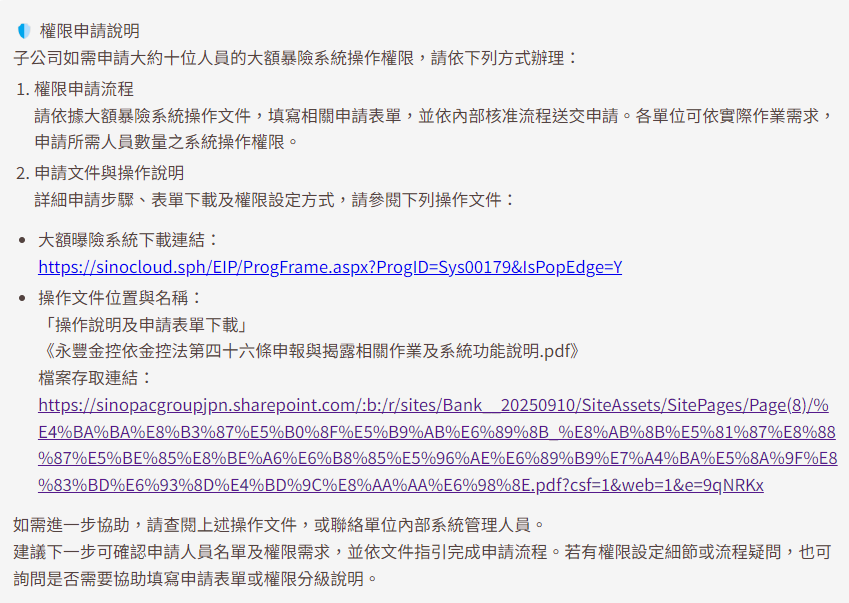 權限申請說明
子公司如需申請大約十位人員的大額暴險系統操作權限，請依下列方式辦理：
1. 權限申請流程
請依據大額暴險系統操作文件，填寫相關申請表單，並依內部核准流程送交申請。各單位可依實際作業需求，
申請所需人員數量之系統操作權限。
2. 申請文件與操作說明
詳細申請步驟、表單下載及權限設定方式，請參閱下列操作文件：
• 大額曝險系統下載連結：
https://sinocloud.sph/EIP/ProgFrame.aspx?ProgID=Sys00179&IsPopEdge=Y
• 操作文件位置與名稱：
「操作說明及申請表單下載」
《永豐金控依金控法第四十六條申報與揭露相關作業及系統功能說明.pdf》
檔案存取連結：
https://sinopacgroupjpn.sharepoint.com/:b:/r/sites/Bank__20250910/SiteAssets/SitePages/Page(8)/%
E4%BA%BA%E8%B3%87%E5%B0%8F%E5%B9%AB%E6%89%8B_%E8%AB%8B%E5%81%87%E8%88
%87%E5%BE%85%E8%BE%A6%E6%B8%85%E5%96%AE%E6%89%B9%E7%A4%BA%E5%8A%9F%E8
%83%BD%E6%93%8D%E4%BD%9C%E8%AA%AA%E6%98%8E.pdf?csf=1&web=1&e=9qNRKx
如需進一步協助，請查閱上述操作文件，或聯絡單位內部系統管理人員。
建議下一步可確認申請人員名單及權限需求，並依文件指引完成申請流程。若有權限設定細節或流程疑問，也可
詢問是否需要協助填寫申請表單或權限分級說明。